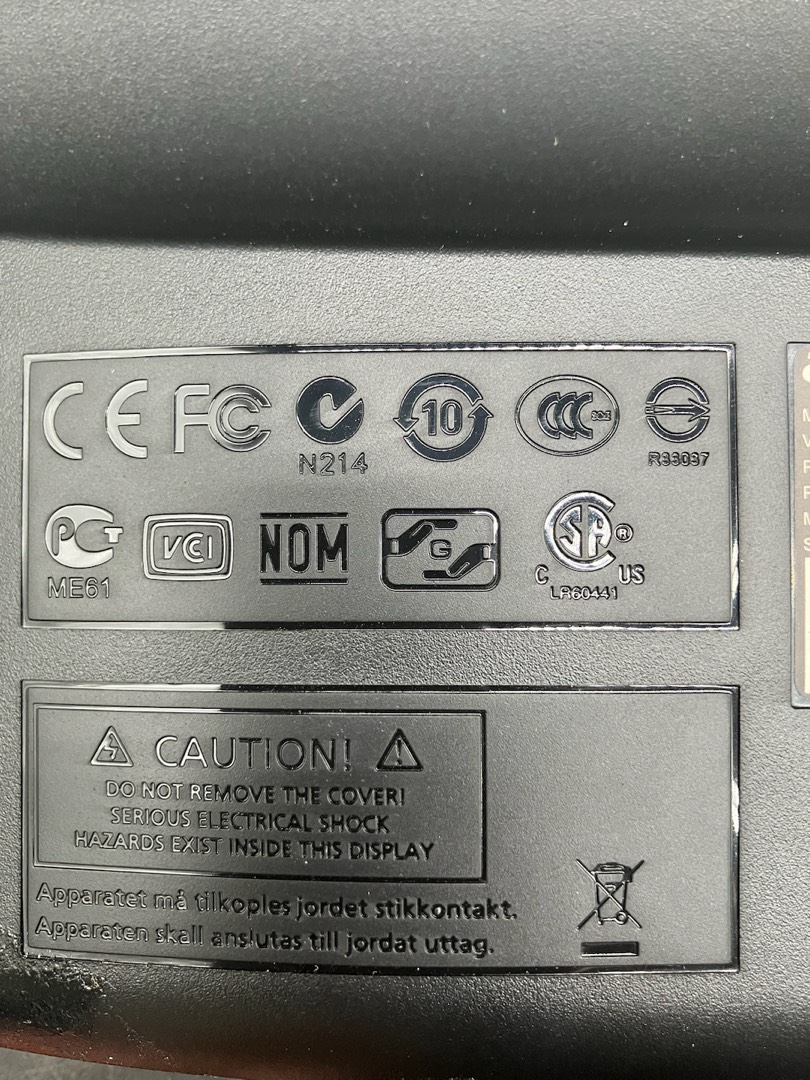 CE FC N214 10 CCC S&E R33037
PCT ME61 VCI NOM G SA ® C US LR60441
CAUTION!
DO NOT REMOVE THE COVER!
SERIOUS ELECTRICAL SHOCK
HAZARDS EXIST INSIDE THIS DISPLAY
Apparatet må tilkoples jordet stikkontakt.
Apparaten skall anslutas till jordat uttag.